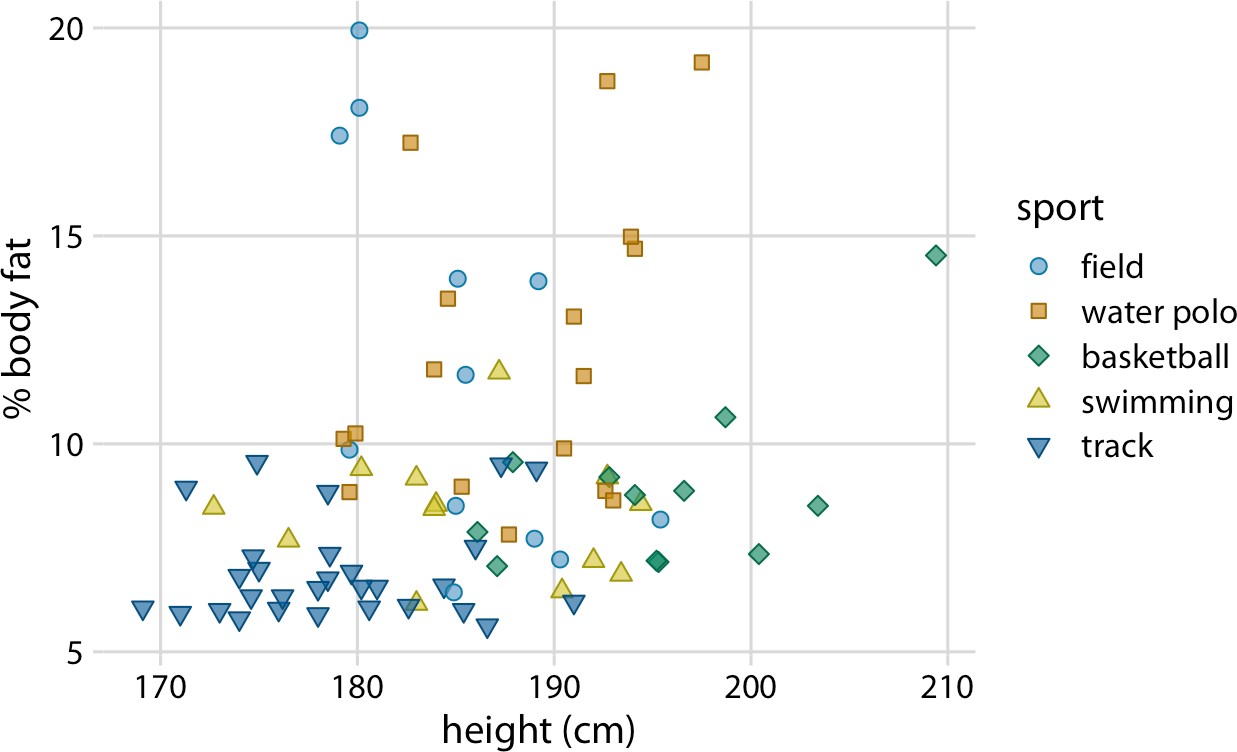 20
15
10
5
% body fat
170 180 190 200 210
height (cm)
sport
field
water polo
basketball
swimming
track